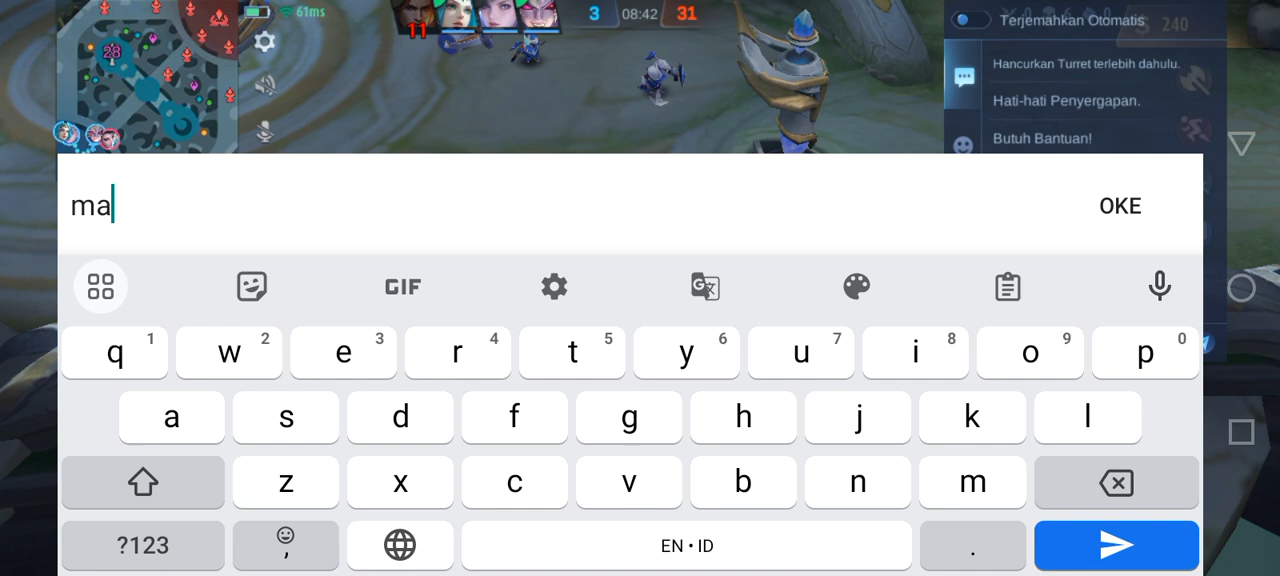 61ms
3 08:42 31
11
28
240
Terjemahkan Otomatis
Hancurkan Turret terlebih dahulu.
Hati-hati Penyergapan.
Butuh Bantuan!
ma
OKE
GIF
q 1 w 2 e 3 r 4 t 5 y 6 u 7 i 8 o 9 p 0
a s d f g h j k l
z x c v b n m
?123 , EN • ID .